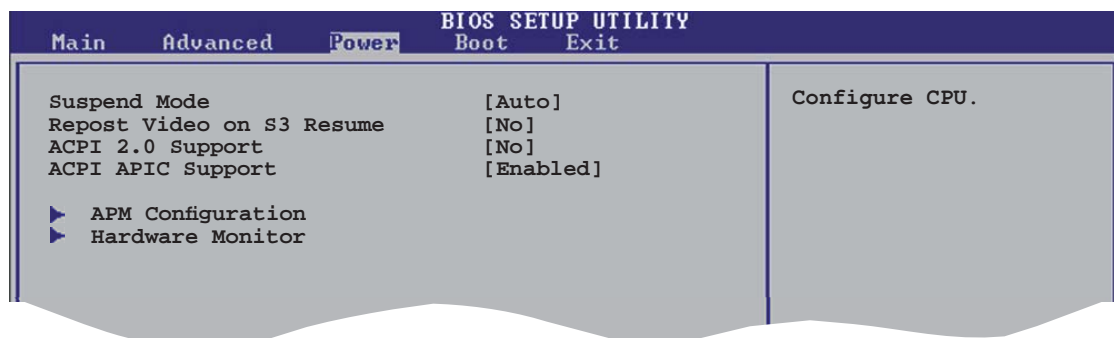 BIOS SETUP UTILITY
Main Advanced Power Boot Exit
Suspend Mode [Auto]
Repost Video on S3 Resume [No]
ACPI 2.0 Support [No]
ACPI APIC Support [Enabled]
APM Configuration
Hardware Monitor
Configure CPU.